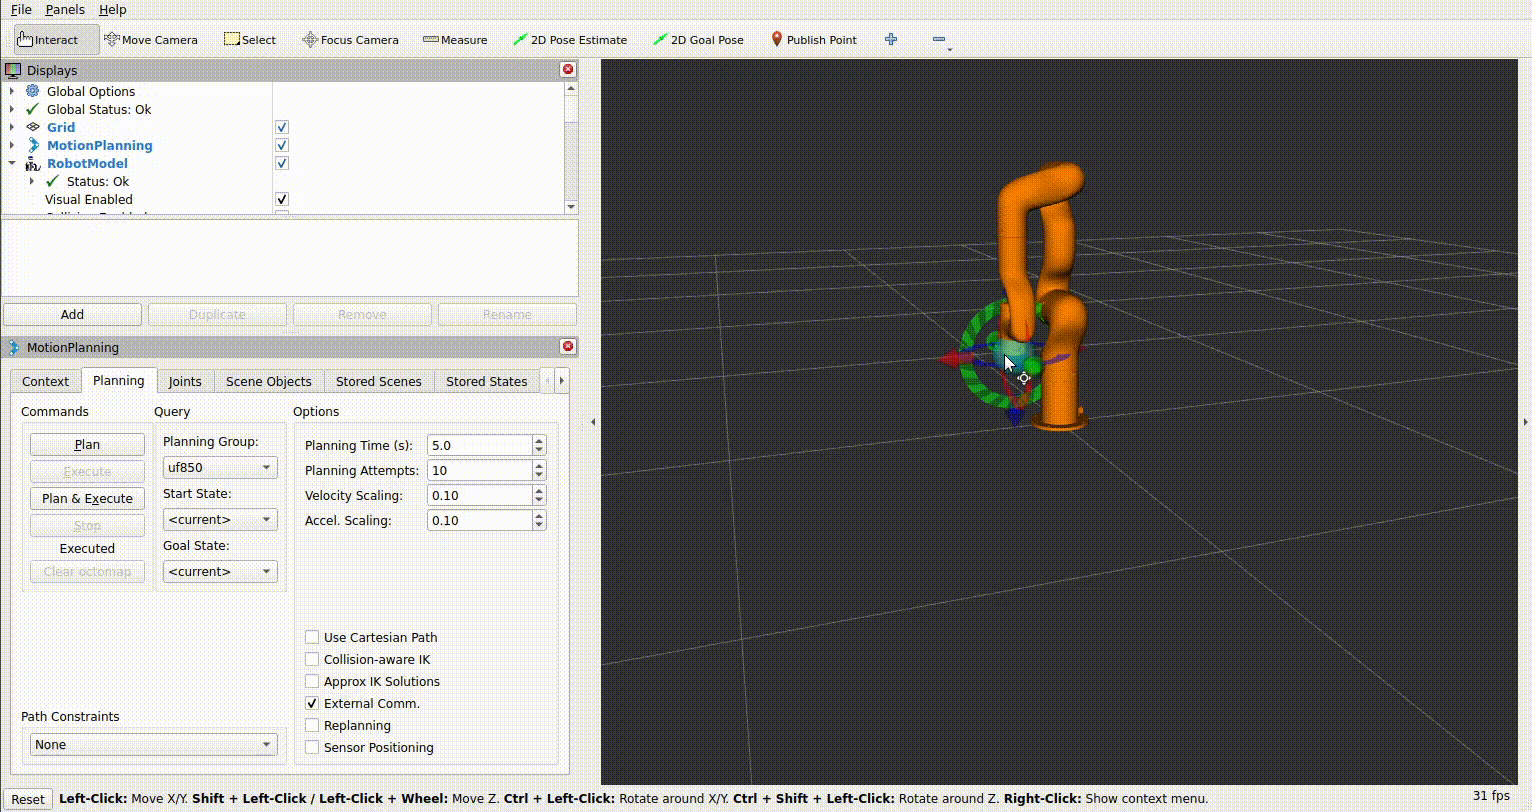 File Panels Help
Interact Move Camera Select Focus Camera Measure 2D Pose Estimate 2D Goal Pose Publish Point
Displays
Global Options
Global Status: Ok
Grid
MotionPlanning
RobotModel
Status: Ok
Visual Enabled
Add Duplicate Remove Rename
MotionPlanning
Context Planning Joints Scene Objects Stored Scenes Stored States
Commands
Plan
Execute
Plan & Execute
Stop
Executed
Clear octomap
Query
Planning Group:
uf850
Start State:
<current>
Goal State:
<current>
Options
Planning Time (s): 5.0
Planning Attempts: 10
Velocity Scaling: 0.10
Accel. Scaling: 0.10
Use Cartesian Path
Collision-aware IK
Approx IK Solutions
External Comm.
Replanning
Sensor Positioning
Path Constraints
None
Reset Left-Click: Move X/Y. Shift + Left-Click / Left-Click + Wheel: Move Z. Ctrl + Left-Click: Rotate around X/Y. Ctrl + Shift + Left-Click: Rotate around Z. Right-Click: Show context menu. 31 fps